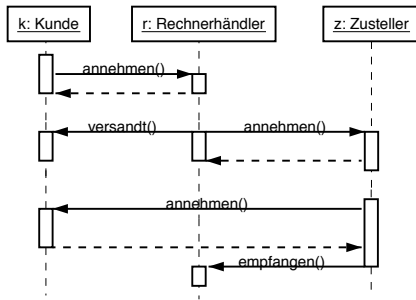 k: Kunde
r: Rechnerhändler
z: Zusteller
annehmen()
versandt()
annehmen()
annehmen()
empfangen()